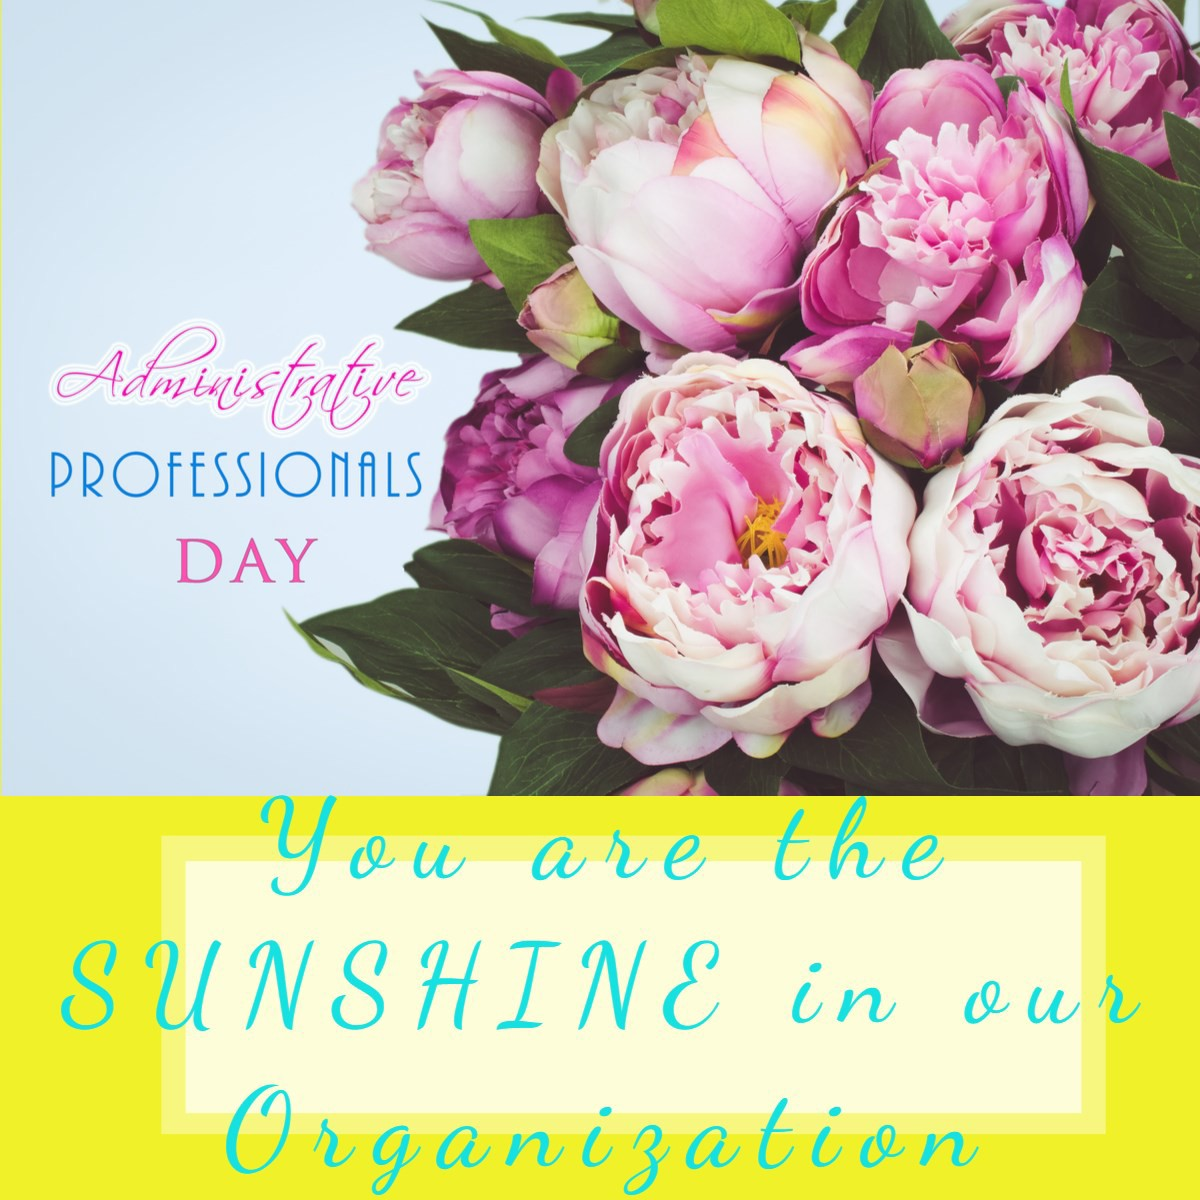 Administrative
PROFESSIONALS
DAY
You are the
SUNSHINE in our
Organization